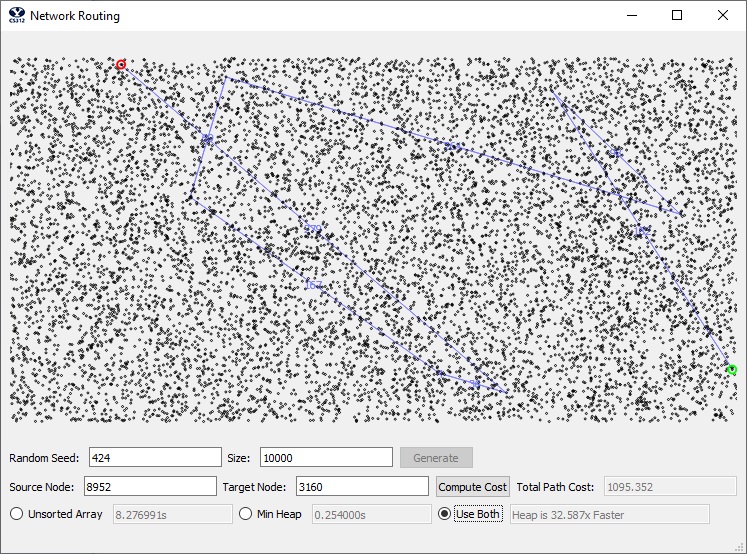 CS312 Network Routing
Random Seed: 424 Size: 10000 Generate
Source Node: 8952 Target Node: 3160 Compute Cost Total Path Cost: 1095.352
Unsorted Array 8.276991s Min Heap 0.254000s Use Both Heap is 32.587x Faster